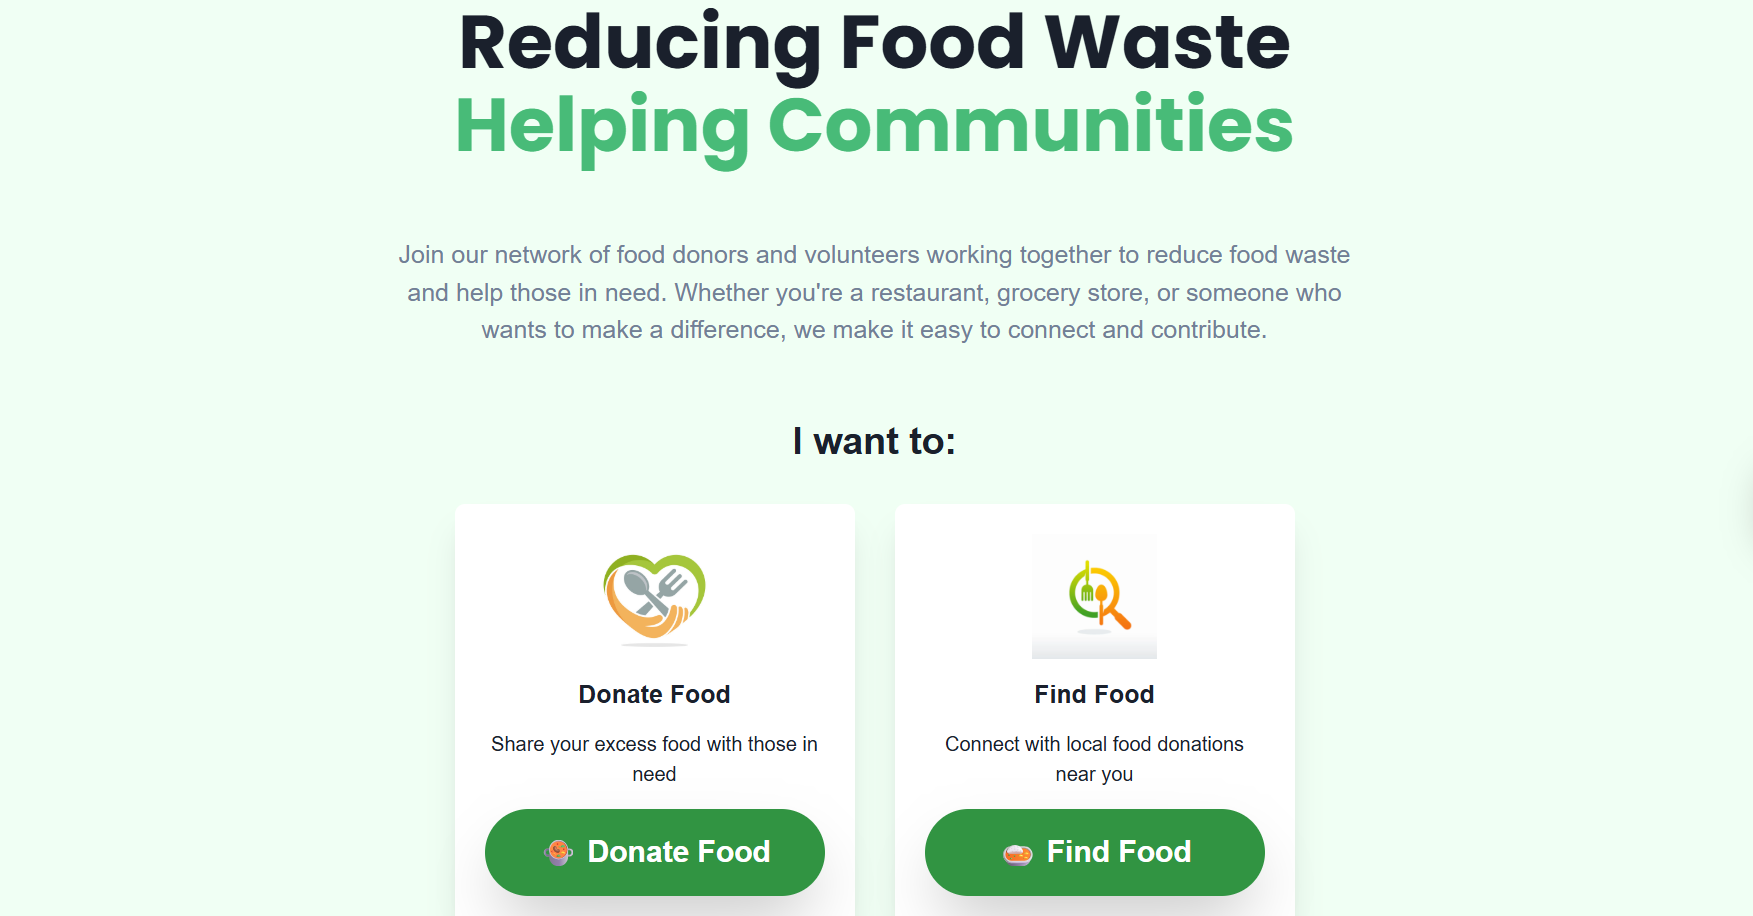 Reducing Food Waste
Helping Communities
Join our network of food donors and volunteers working together to reduce food waste
and help those in need. Whether you're a restaurant, grocery store, or someone who
wants to make a difference, we make it easy to connect and contribute.
I want to:
Donate Food
Share your excess food with those in
need
Donate Food
Find Food
Connect with local food donations
near you
Find Food